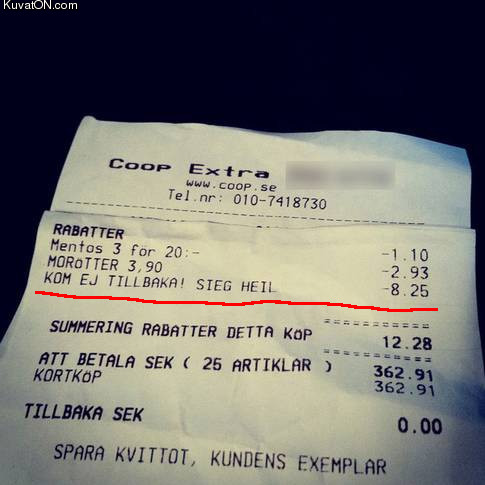 KuvatON.com
Coop Extra
www.coop.se
Tel.nr: 010-7418730
RABATTER
Mentos 3 för 20:- -1.10
MORÖTTER 3,90 -2.93
KOM EJ TILLBAKA! SIEG HEIL -8.25
SUMMERING RABATTER DETTA KÖP 12.28
ATT BETALA SEK ( 25 ARTIKLAR ) 362.91
KORTKÖP 362.91
TILLBAKA SEK 0.00
SPARA KVITTOT, KUNDENS EXEMPLAR